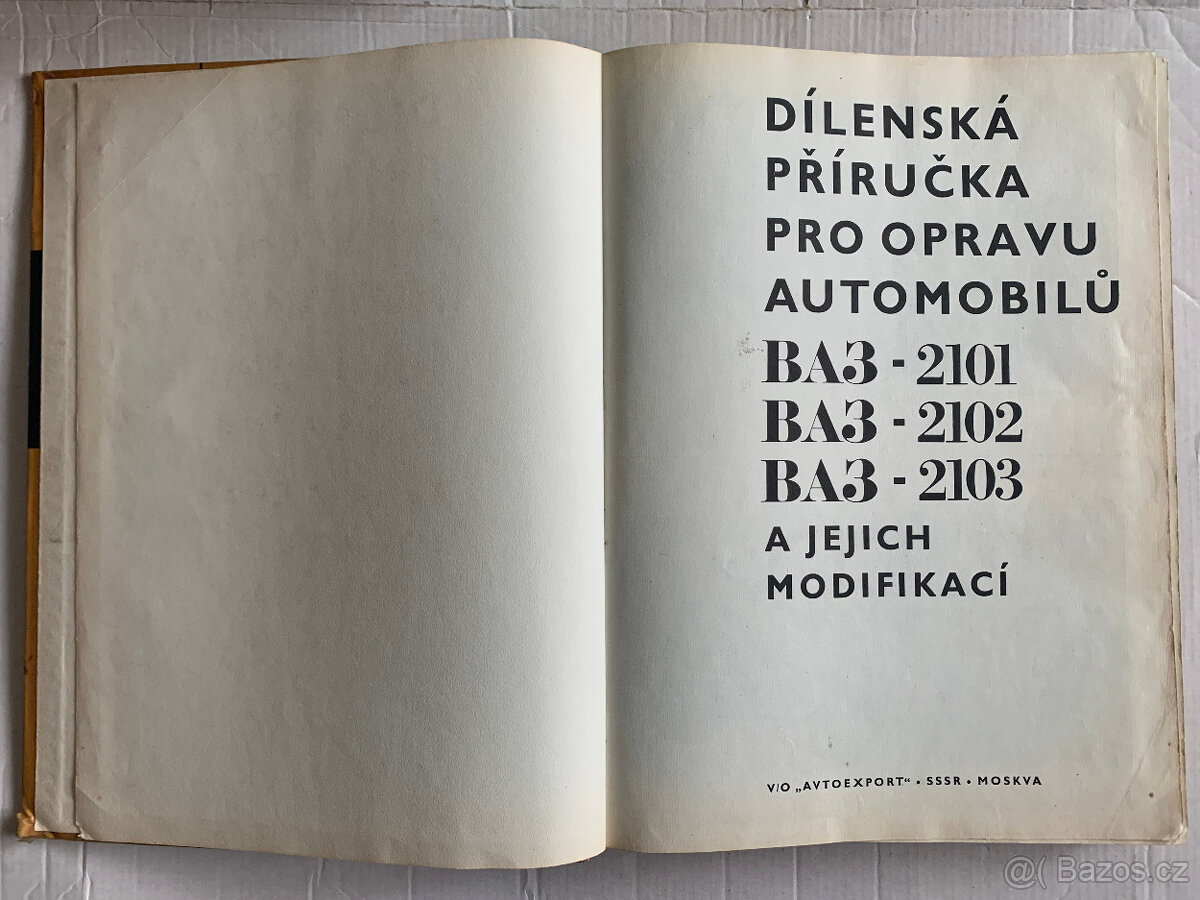 DÍLENSKÁ
PŘÍRUČKA
PRO OPRAVU
AUTOMOBILŮ
ВАЗ - 2101
ВАЗ - 2102
ВАЗ - 2103
A JEJICH
MODIFIKACÍ
V/O „AVTOEXPORT“ • SSSR • MOSKVA
@( Bazos.cz